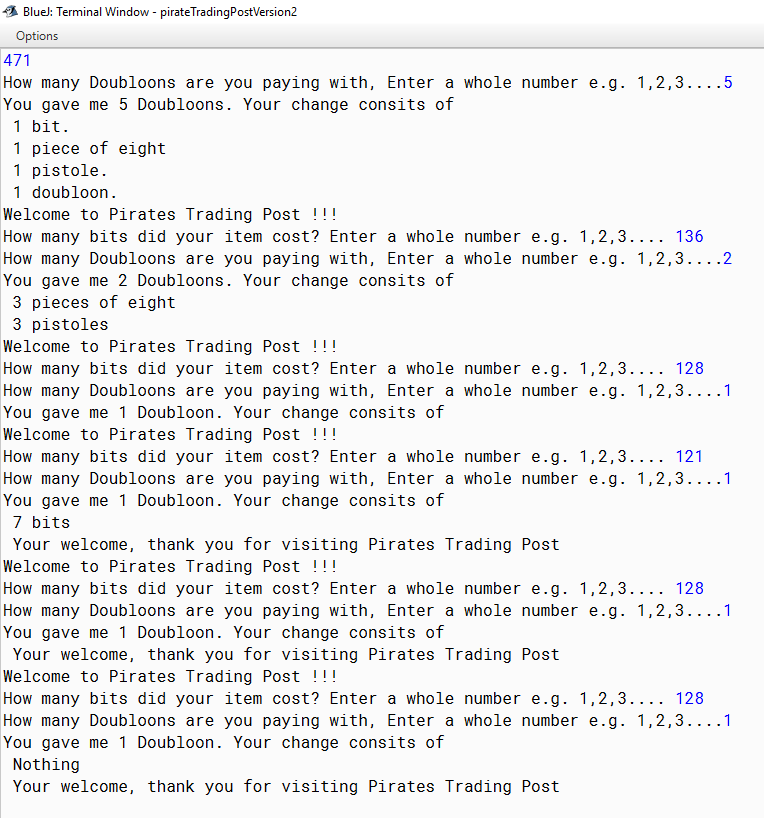 BlueJ: Terminal Window - pirateTradingPostVersion2
Options
471
How many Doubloons are you paying with, Enter a whole number e.g. 1,2,3....5
You gave me 5 Doubloons. Your change consits of
1 bit.
1 piece of eight
1 pistole.
1 doubloon.
Welcome to Pirates Trading Post !!!
How many bits did your item cost? Enter a whole number e.g. 1,2,3.... 136
How many Doubloons are you paying with, Enter a whole number e.g. 1,2,3....2
You gave me 2 Doubloons. Your change consits of
3 pieces of eight
3 pistoles
Welcome to Pirates Trading Post !!!
How many bits did your item cost? Enter a whole number e.g. 1,2,3.... 128
How many Doubloons are you paying with, Enter a whole number e.g. 1,2,3....1
You gave me 1 Doubloon. Your change consits of
Welcome to Pirates Trading Post !!!
How many bits did your item cost? Enter a whole number e.g. 1,2,3.... 121
How many Doubloons are you paying with, Enter a whole number e.g. 1,2,3....1
You gave me 1 Doubloon. Your change consits of
7 bits
Your welcome, thank you for visiting Pirates Trading Post
Welcome to Pirates Trading Post !!!
How many bits did your item cost? Enter a whole number e.g. 1,2,3.... 128
How many Doubloons are you paying with, Enter a whole number e.g. 1,2,3....1
You gave me 1 Doubloon. Your change consits of
Your welcome, thank you for visiting Pirates Trading Post
Welcome to Pirates Trading Post !!!
How many bits did your item cost? Enter a whole number e.g. 1,2,3.... 128
How many Doubloons are you paying with, Enter a whole number e.g. 1,2,3....1
You gave me 1 Doubloon. Your change consits of
Nothing
Your welcome, thank you for visiting Pirates Trading Post